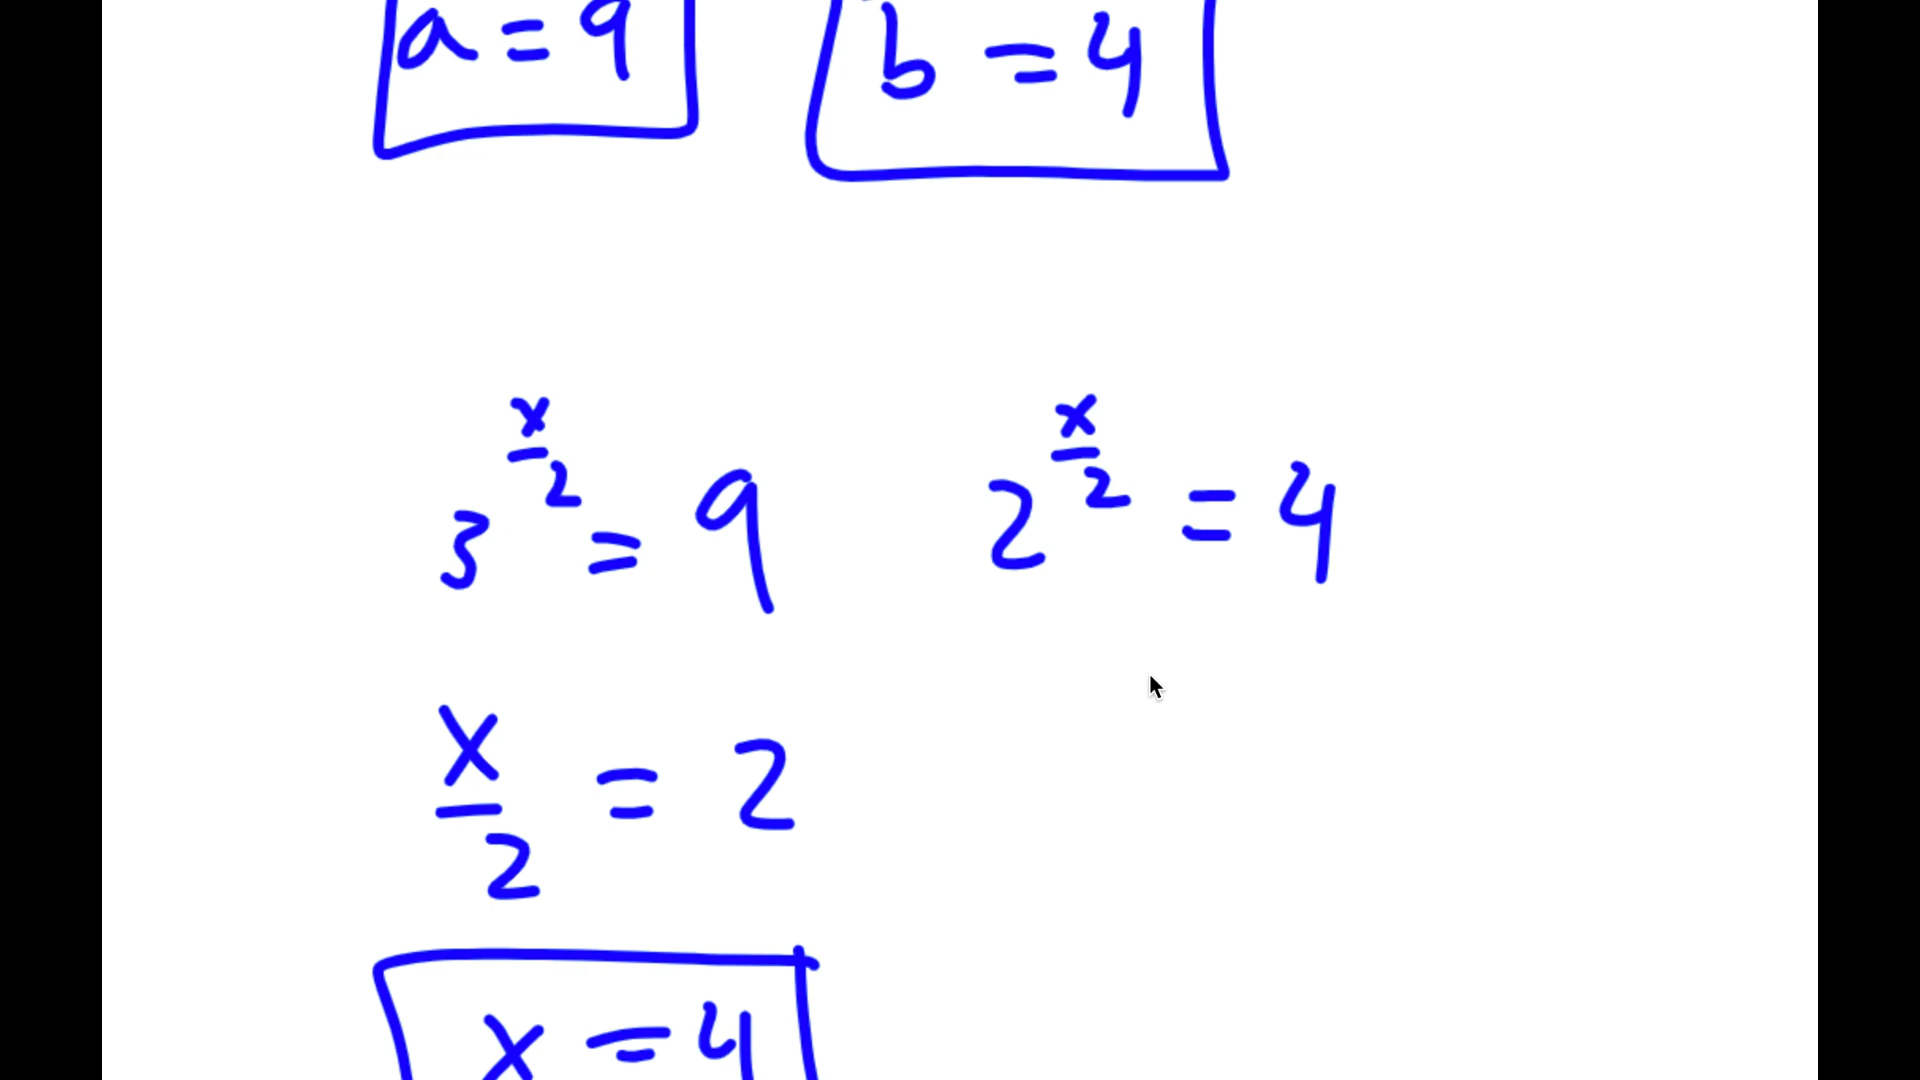 a = 9 b = 4
3^(x/2) = 9 2^(x/2) = 4
x/2 = 2
x = 4